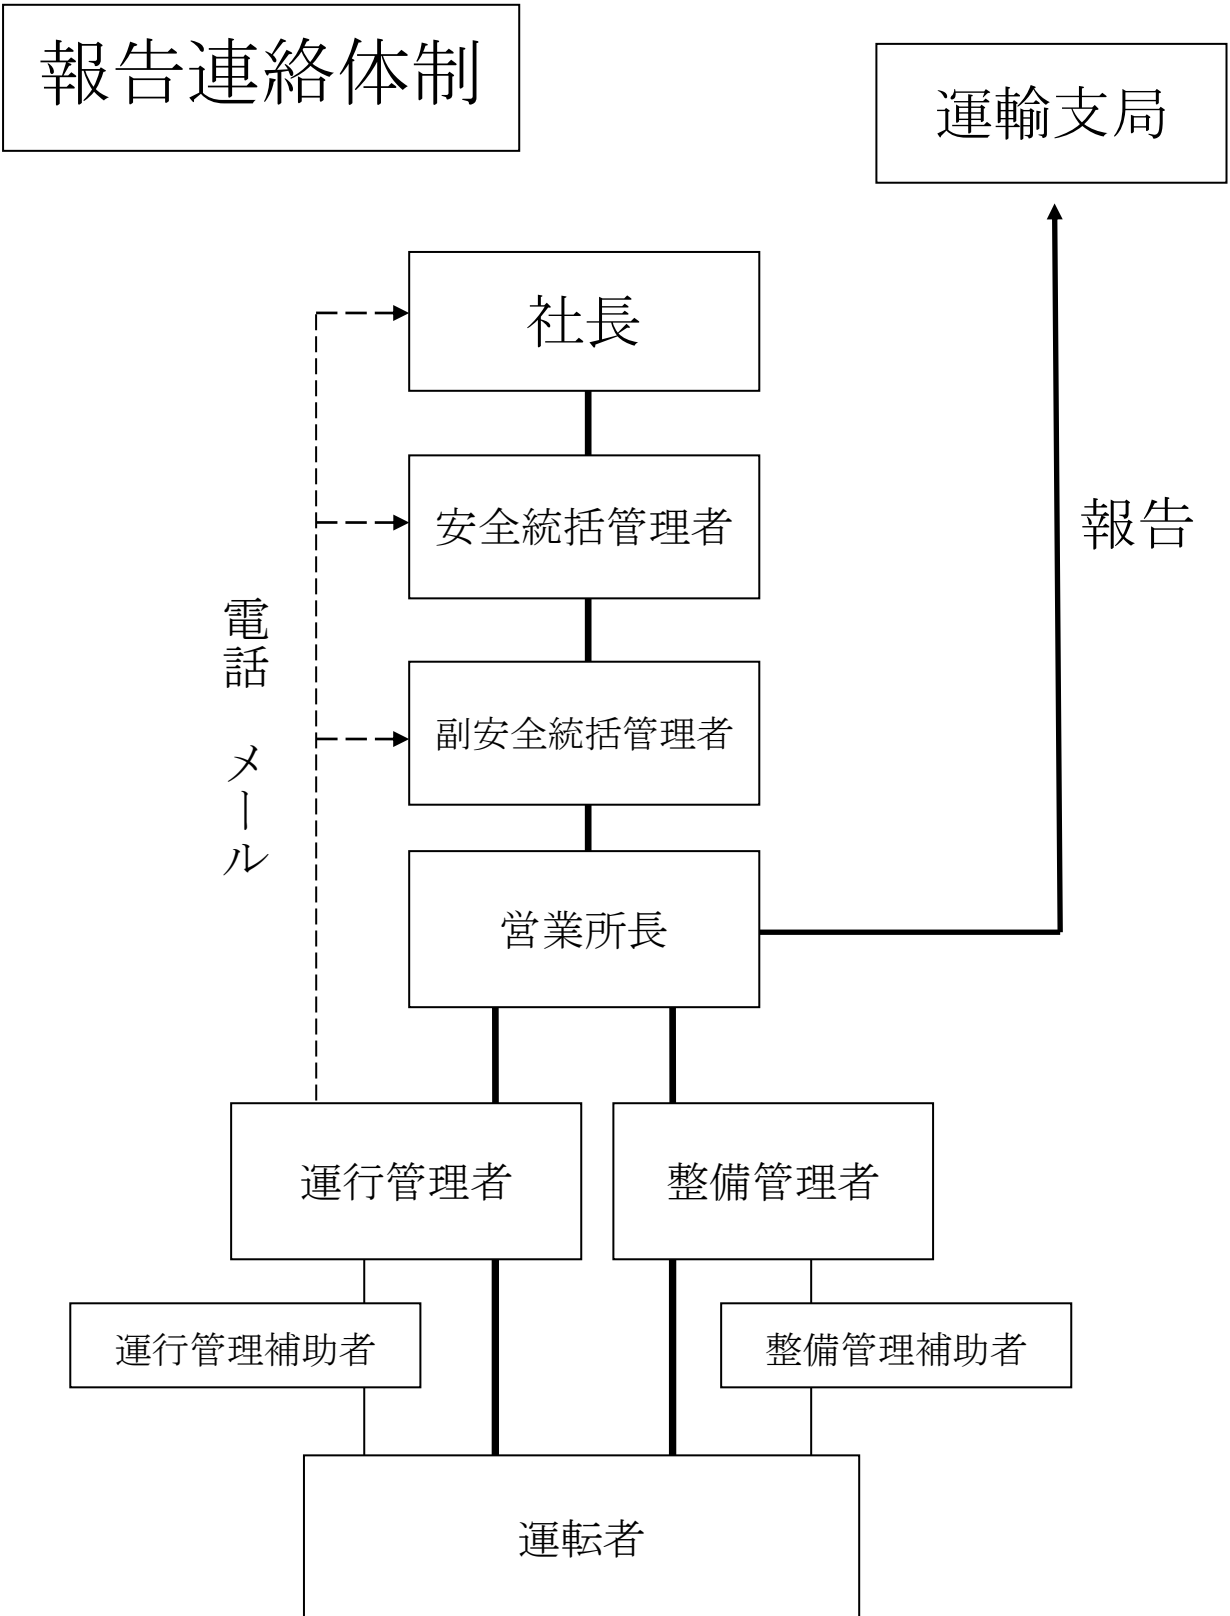 報告連絡体制
運輸支局
社長
安全統括管理者
報告
電話　メール
副安全統括管理者
営業所長
運行管理者
整備管理者
運行管理補助者
整備管理補助者
運転者